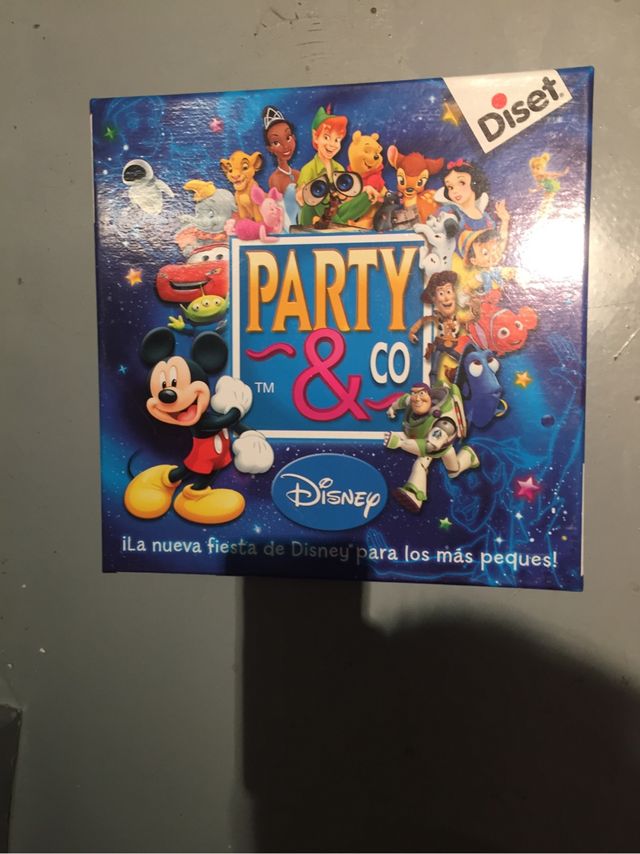 Diset
PARTY
& CO
TM
Disney
¡La nueva fiesta de Disney para los más peques!